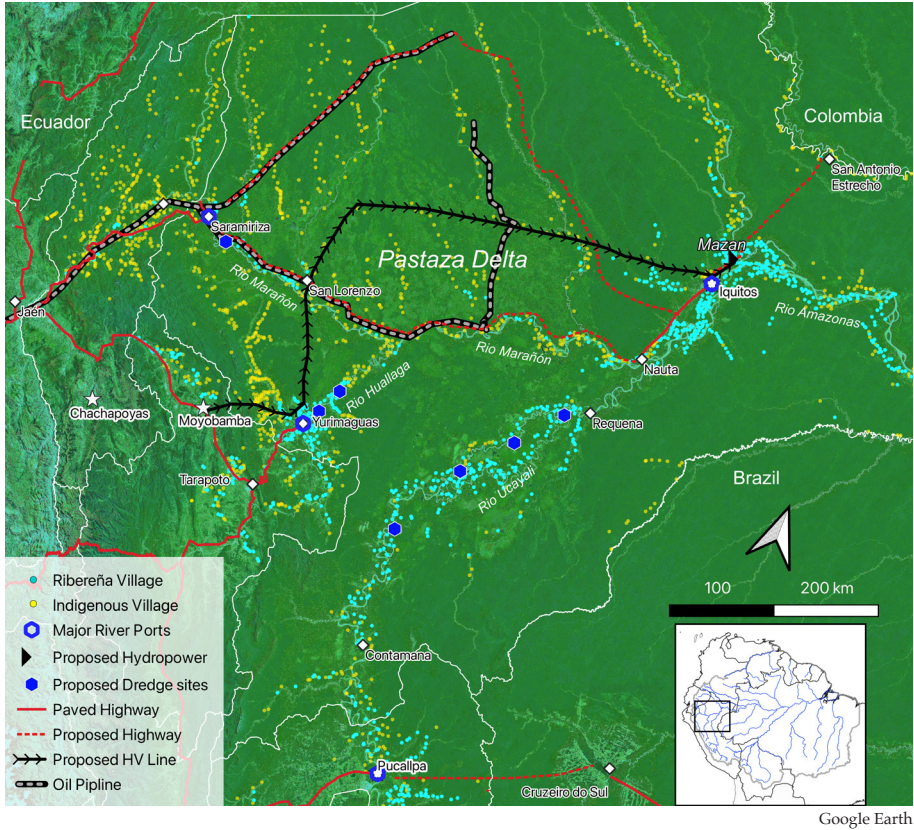 Ecuador
Colombia
San Antonio
Estrecho
Saramiriza
Mazan
Pastaza Delta
Rio Marañón
San Lorenzo
Iquitos
Rio Amazonas
Jaen
Rio Marañón
Nauta
Rio Huallaga
Chachapoyas
Moyobamba
Yurimaguas
Requena
Tarapoto
Rio Ucayali
Brazil
Ribereña Village
Indigenous Village
Major River Ports
Proposed Hydropower
Proposed Dredge sites
Paved Highway
Proposed Highway
Proposed HV Line
Oil Pipline
100
200 km
Contamana
Pucallpa
Cruzeiro do Sul
Google Earth